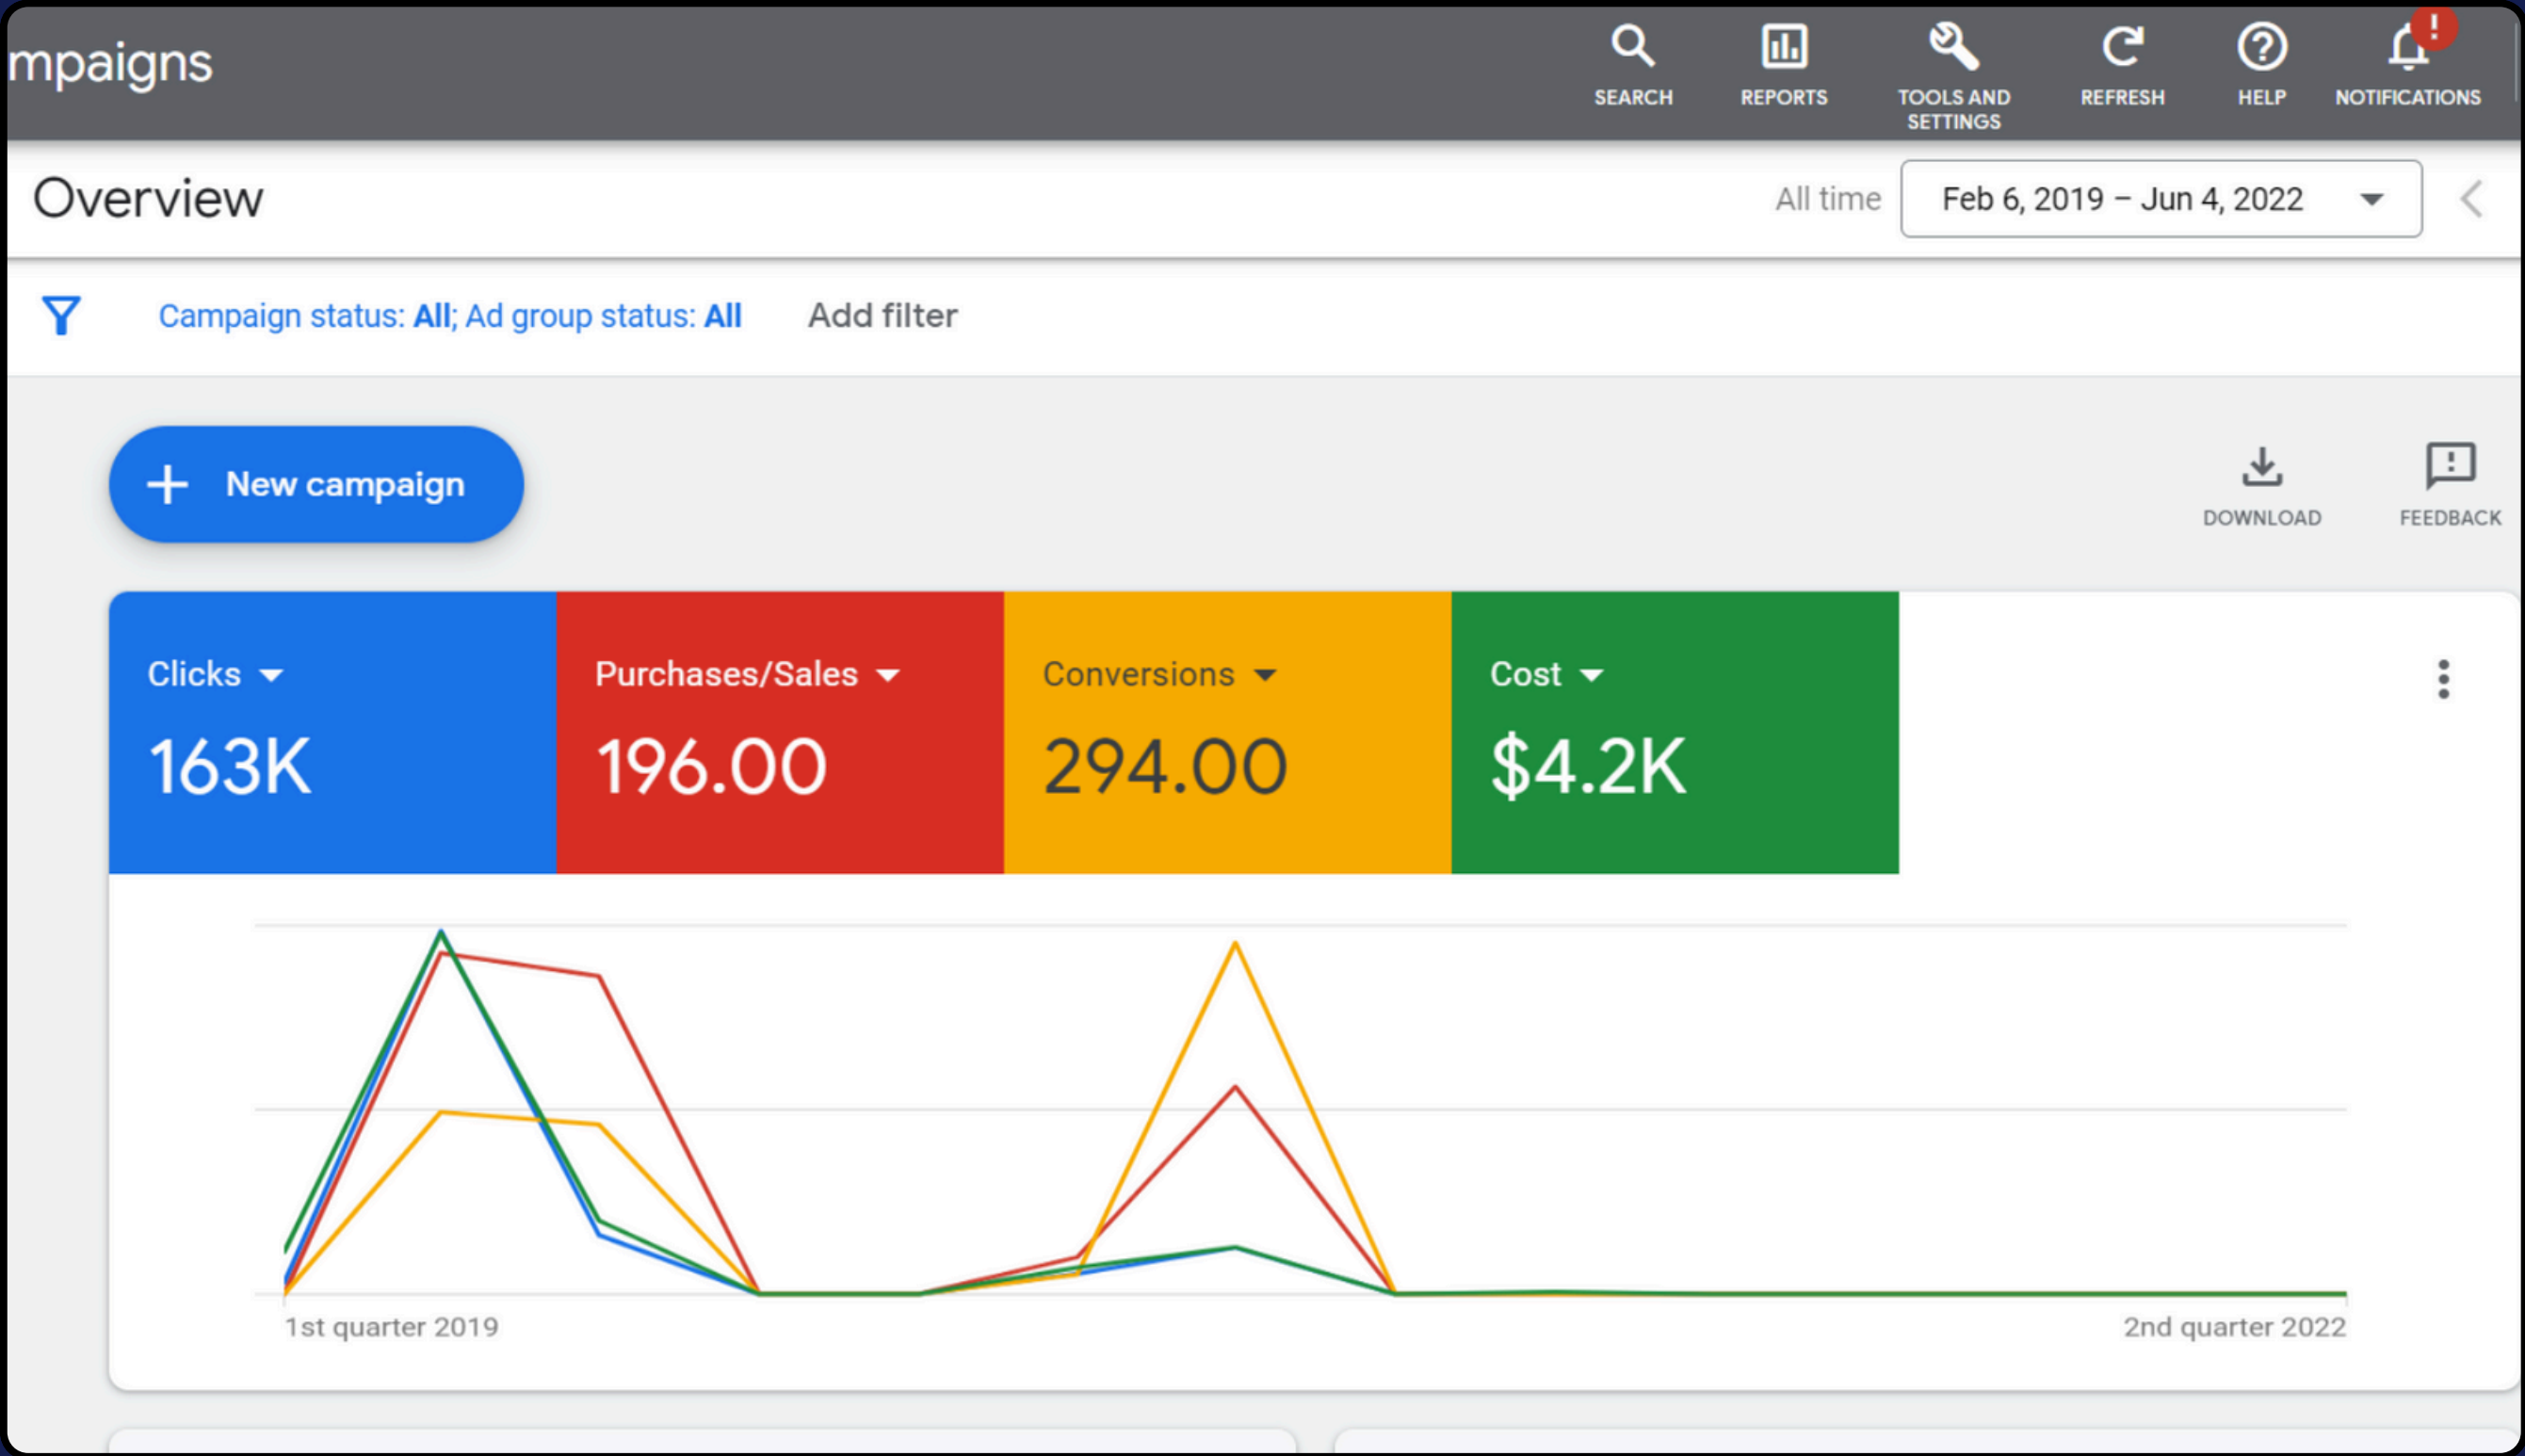 mpaigns
SEARCH
REPORTS
TOOLS AND
SETTINGS
REFRESH
HELP
!
NOTIFICATIONS
Overview
All time
Feb 6, 2019 – Jun 4, 2022
Campaign status: All; Ad group status: All
Add filter
New campaign
DOWNLOAD
FEEDBACK
Clicks
163K
Purchases/Sales
196.00
Conversions
294.00
Cost
$4.2K
1st quarter 2019
2nd quarter 2022